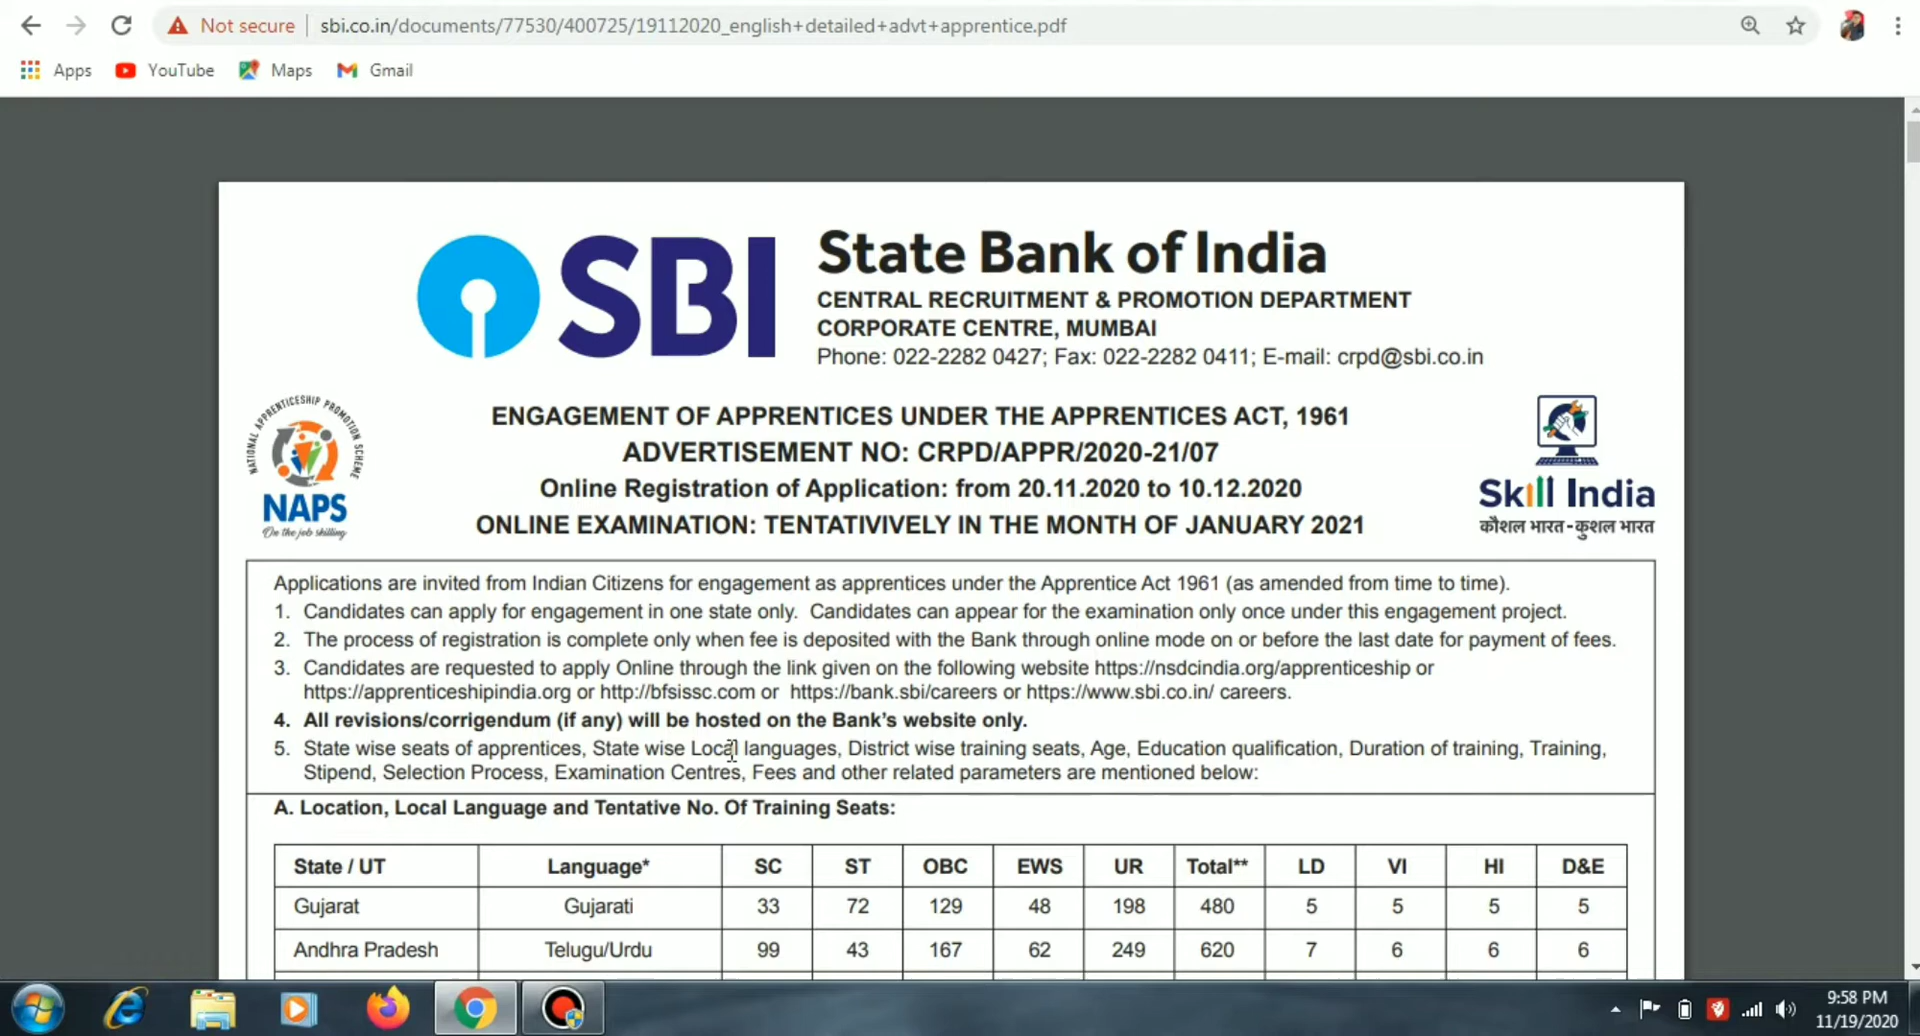 Not secure sbi.co.in/documents/77530/400725/19112020_english+detailed+advt+apprentice.pdf
Apps YouTube Maps Gmail
SBI
State Bank of India
CENTRAL RECRUITMENT & PROMOTION DEPARTMENT
CORPORATE CENTRE, MUMBAI
Phone: 022-2282 0427; Fax: 022-2282 0411; E-mail: crpd@sbi.co.in
NATIONAL APPRENTICESHIP PROMOTION SCHEME
NAPS
On the job skilling
ENGAGEMENT OF APPRENTICES UNDER THE APPRENTICES ACT, 1961
ADVERTISEMENT NO: CRPD/APPR/2020-21/07
Online Registration of Application: from 20.11.2020 to 10.12.2020
ONLINE EXAMINATION: TENTATIVIVELY IN THE MONTH OF JANUARY 2021
Skill India
कौशल भारत-कुशल भारत
Applications are invited from Indian Citizens for engagement as apprentices under the Apprentice Act 1961 (as amended from time to time).
1. Candidates can apply for engagement in one state only. Candidates can appear for the examination only once under this engagement project.
2. The process of registration is complete only when fee is deposited with the Bank through online mode on or before the last date for payment of fees.
3. Candidates are requested to apply Online through the link given on the following website https://nsdcindia.org/apprenticeship or
https://apprenticeshipindia.org or http://bfsissc.com or https://bank.sbi/careers or https://www.sbi.co.in/ careers.
4. All revisions/corrigendum (if any) will be hosted on the Bank's website only.
5. State wise seats of apprentices, State wise Local languages, District wise training seats, Age, Education qualification, Duration of training, Training,
Stipend, Selection Process, Examination Centres, Fees and other related parameters are mentioned below:
A. Location, Local Language and Tentative No. Of Training Seats:
State / UT Language* SC ST OBC EWS UR Total** LD VI HI D&E
Gujarat Gujarati 33 72 129 48 198 480 5 5 5 5
Andhra Pradesh Telugu/Urdu 99 43 167 62 249 620 7 6 6 6
9:58 PM
11/19/2020